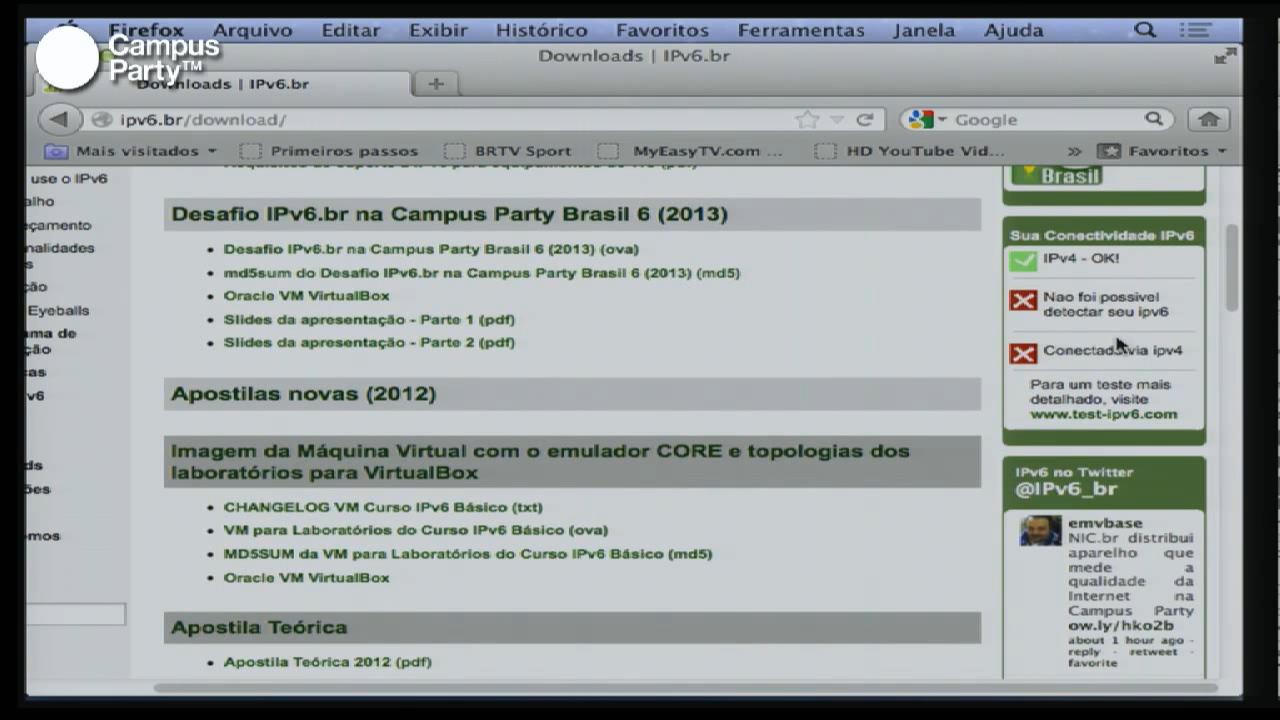 Firefox Arquivo Editar Exibir Histórico Favoritos Ferramentas Janela Ajuda
Campus
Party™
Downloads | IPv6.br
Downloads | IPv6.br
ipv6.br/download/
Google
Mais visitados
Primeiros passos
BRTV Sport
MyEasyTV.com ...
HD YouTube Vid...
Favoritos
use o IPv6
alho
eçamento
nalidades
s
ção
Eyeballs
ama de
ção
cas
v6
ds
ões
omos
Desafio IPv6.br na Campus Party Brasil 6 (2013)
Desafio IPv6.br na Campus Party Brasil 6 (2013) (ova)
md5sum do Desafio IPv6.br na Campus Party Brasil 6 (2013) (md5)
Oracle VM VirtualBox
Slides da apresentação - Parte 1 (pdf)
Slides da apresentação - Parte 2 (pdf)
Apostilas novas (2012)
Imagem da Máquina Virtual com o emulador CORE e topologias dos
laboratórios para VirtualBox
CHANGELOG VM Curso IPv6 Básico (txt)
VM para Laboratórios do Curso IPv6 Básico (ova)
MD5SUM da VM para Laboratórios do Curso IPv6 Básico (md5)
Oracle VM VirtualBox
Apostila Teórica
Apostila Teórica 2012 (pdf)
Brasil
Sua Conectividade IPv6
IPv4 - OK!
Nao foi possivel
detectar seu ipv6
via ipv4
Para um teste mais
detalhado, visite
www.test-ipv6.com
IPv6 no Twitter
@IPv6_br
emvbase
NIC.br distribui
aparelho que
mede a
qualidade da
Internet na
Campus Party
ow.ly/hko2b
about 1 hour ago ·
reply · retweet ·
favorite